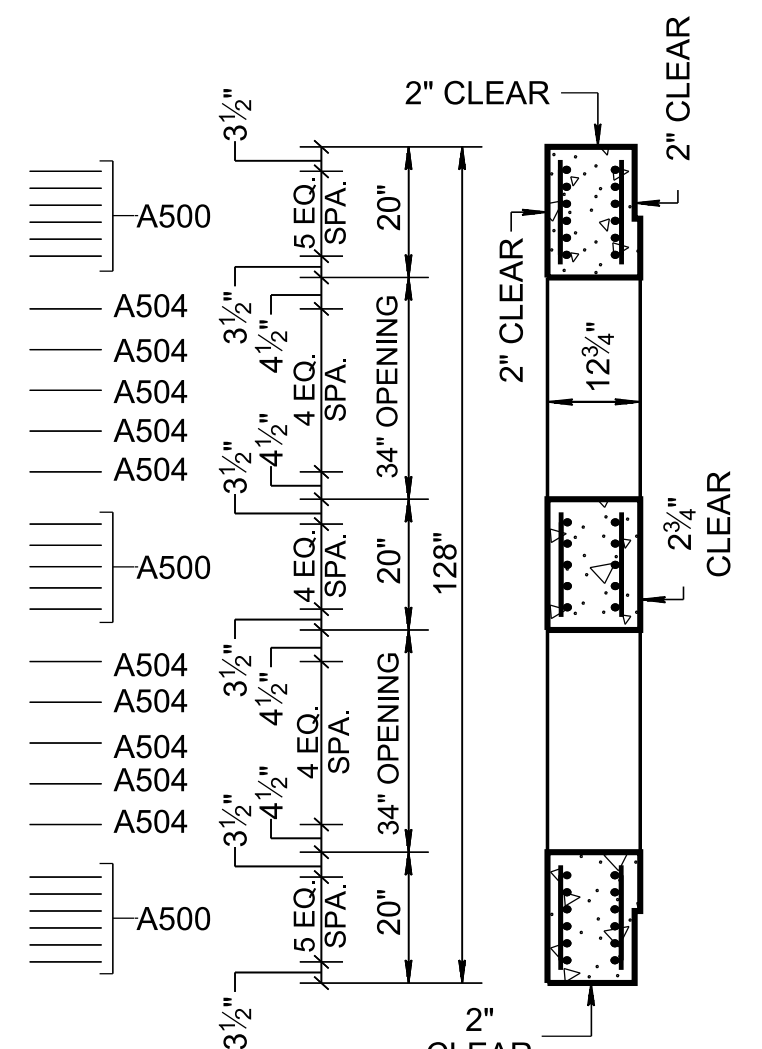 2" CLEAR
2" CLEAR
3½"
A500
5 EQ.
SPA.
20"
2" CLEAR
3½"
4½"
A504
A504
A504
A504
A504
4 EQ.
SPA.
34" OPENING
12¾"
3½"
4½"
A500
4 EQ.
SPA.
20"
128"
2¾"
CLEAR
3½"
4½"
A504
A504
A504
A504
A504
4 EQ.
SPA.
34" OPENING
3½"
4½"
A500
5 EQ.
SPA.
20"
3½"
2"
CLEAR